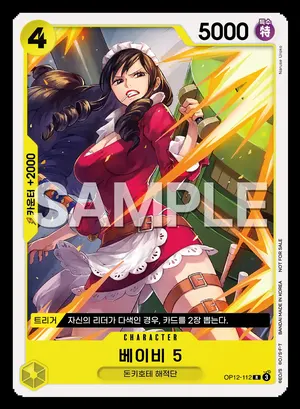 4
5000
특수
特
카운터 +2000
SAMPLE
NOT FOR SALE
트리거 자신의 리더가 다색인 경우, 카드를 2장 뽑는다.
CHARACTER
베이비 5
돈키호테 해적단
OP12-112 R